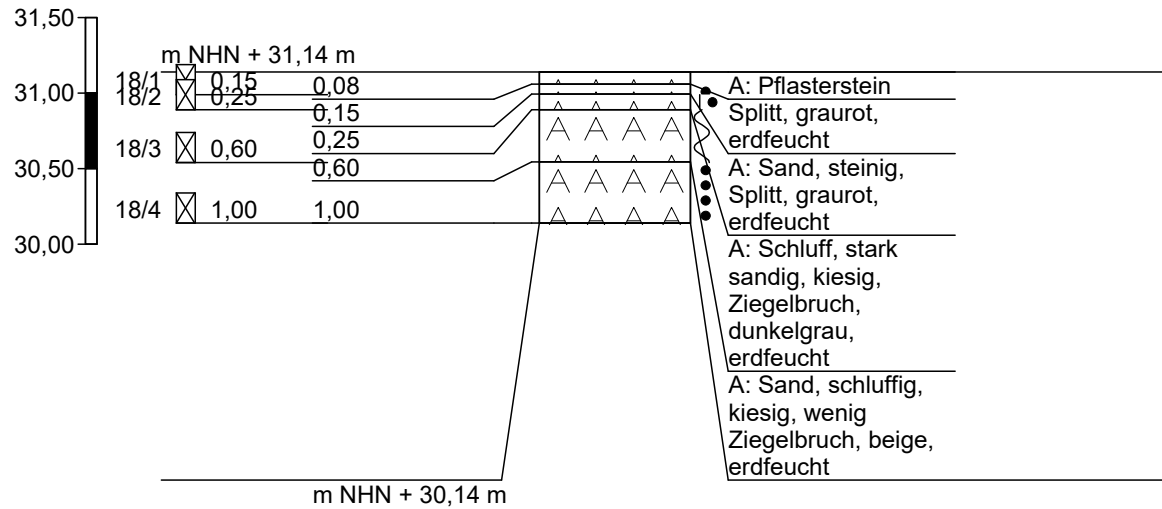 31,50
m NHN + 31,14 m
18/1 0,15 0,08 A: Pflasterstein
31,00
18/2 0,25
0,15 Splitt, graurot,
erdfeucht
18/3 0,60 0,25
30,50
0,60 A: Sand, steinig,
Splitt, graurot,
erdfeucht
18/4 1,00 1,00
30,00
A: Schluff, stark
sandig, kiesig,
Ziegelbruch,
dunkelgrau,
erdfeucht
A: Sand, schluffig,
kiesig, wenig
Ziegelbruch, beige,
erdfeucht
m NHN + 30,14 m